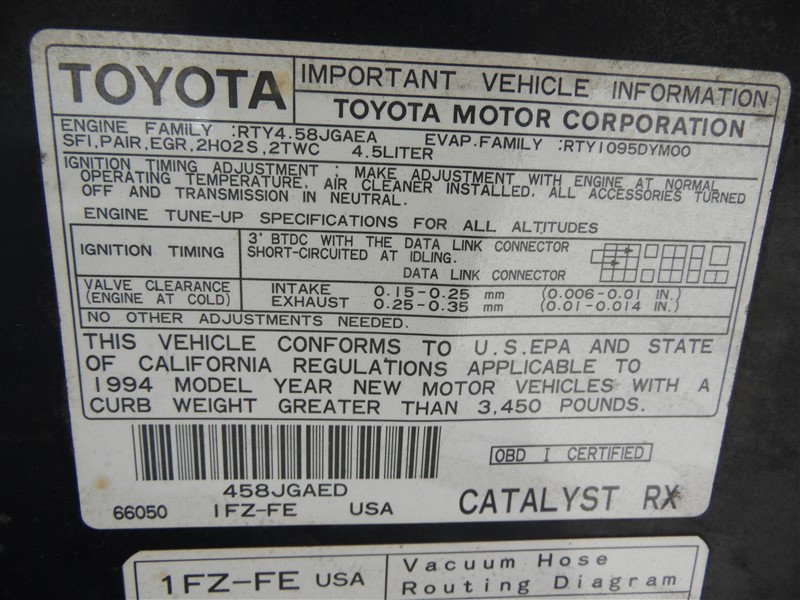 TOYOTA
IMPORTANT VEHICLE INFORMATION
TOYOTA MOTOR CORPORATION
ENGINE FAMILY :RTY4.58JGAEA EVAP.FAMILY :RTY1095DYM00
SFI,PAIR,EGR,2HO2S,2TWC 4.5LITER
IGNITION TIMING ADJUSTMENT : MAKE ADJUSTMENT WITH ENGINE AT NORMAL
OPERATING TEMPERATURE, AIR CLEANER INSTALLED, ALL ACCESSORIES TURNED
OFF AND TRANSMISSION IN NEUTRAL.
ENGINE TUNE-UP SPECIFICATIONS FOR ALL ALTITUDES
IGNITION TIMING
3° BTDC WITH THE DATA LINK CONNECTOR
SHORT-CIRCUITED AT IDLING.
DATA LINK CONNECTOR
VALVE CLEARANCE
(ENGINE AT COLD)
INTAKE 0.15-0.25 mm (0.006-0.01 IN.)
EXHAUST 0.25-0.35 mm (0.01-0.014 IN.)
NO OTHER ADJUSTMENTS NEEDED.
THIS VEHICLE CONFORMS TO U.S.EPA AND STATE
OF CALIFORNIA REGULATIONS APPLICABLE TO
1994 MODEL YEAR NEW MOTOR VEHICLES WITH A
CURB WEIGHT GREATER THAN 3,450 POUNDS.
OBD I CERTIFIED
458JGAED
66050 1FZ-FE USA CATALYST RX
1FZ-FE USA
Vacuum Hose
Routing Diagram